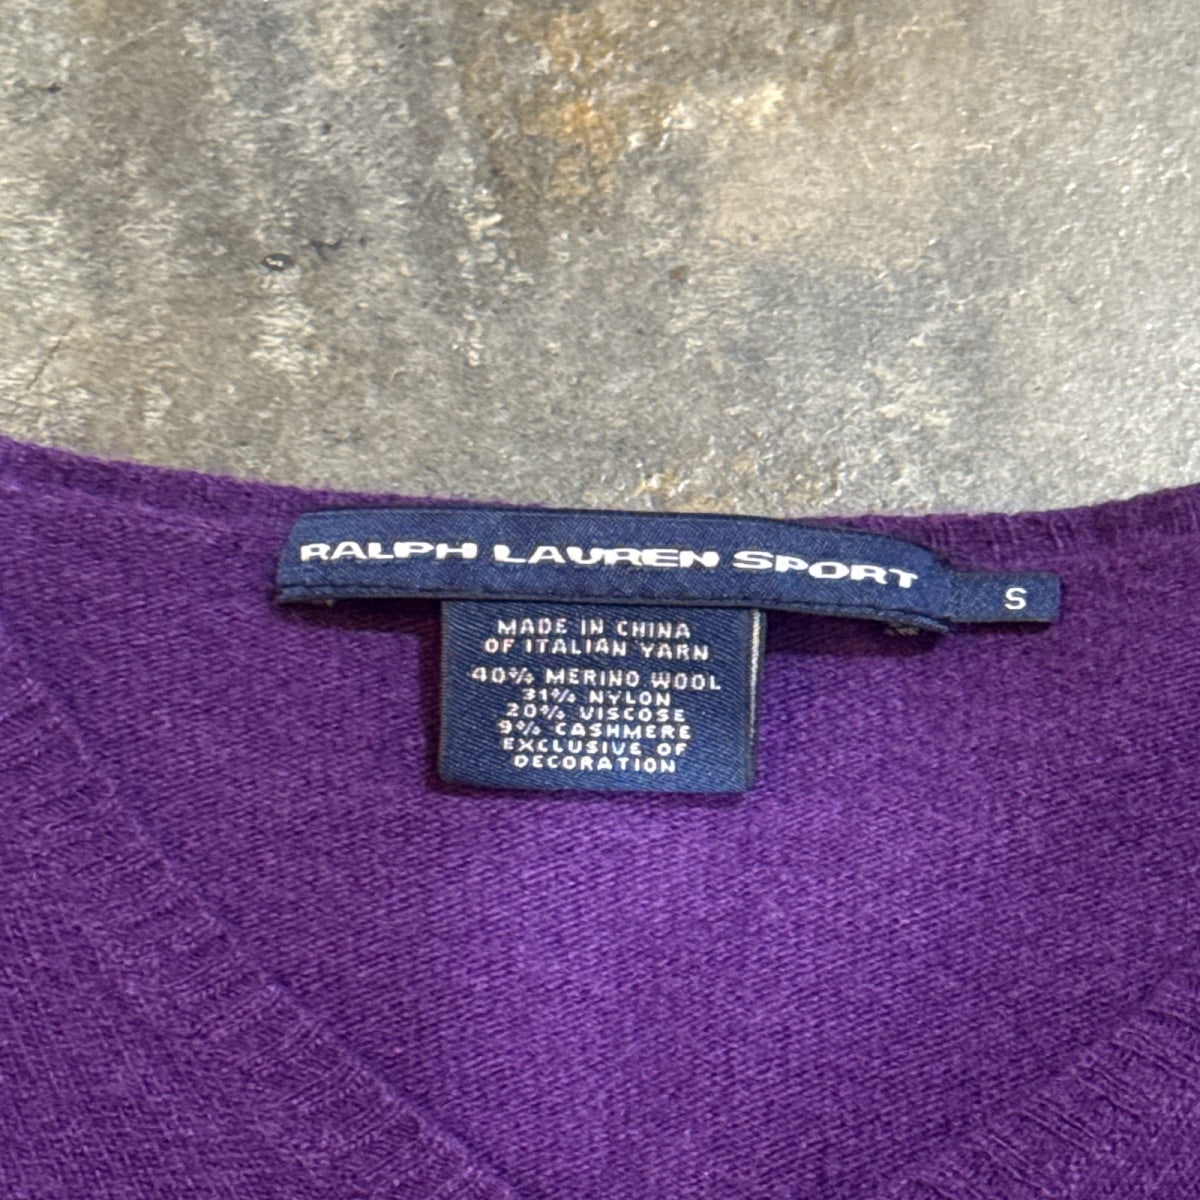 RALPH LAUREN SPORT
S
MADE IN CHINA
OF ITALIAN YARN
40% MERINO WOOL
31% NYLON
20% VISCOSE
9% CASHMERE
EXCLUSIVE OF
DECORATION